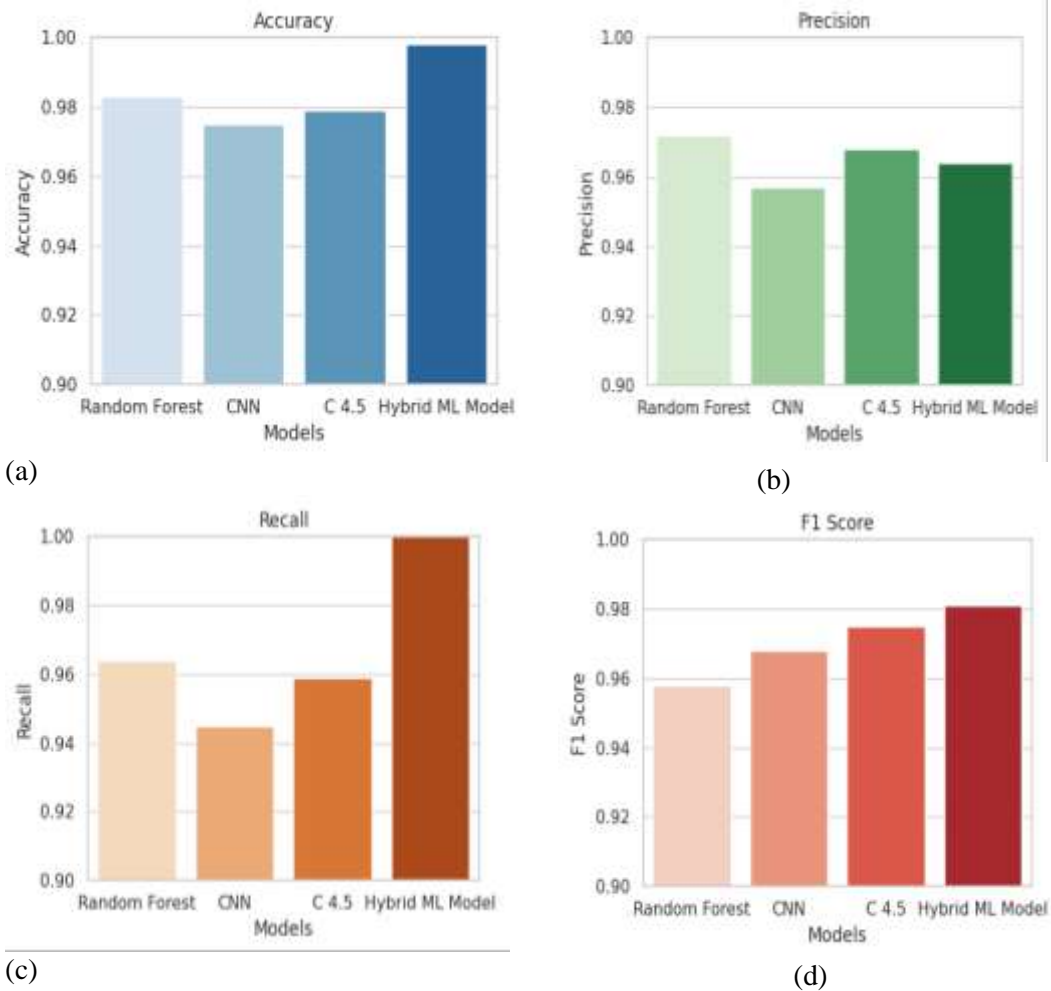 Accuracy
1.00
0.98
0.96
0.94
0.92
0.90
Accuracy
Random Forest CNN C 4.5 Hybrid ML Model
Models
(a)
Precision
1.00
0.98
0.96
0.94
0.92
0.90
Precision
Random Forest CNN C 4.5 Hybrid ML Model
Models
(b)
Recall
1.00
0.98
0.96
0.94
0.92
0.90
Recall
Random Forest CNN C 4.5 Hybrid ML Model
Models
(c)
F1 Score
1.00
0.98
0.96
0.94
0.92
0.90
F1 Score
Random Forest CNN C 4.5 Hybrid ML Model
Models
(d)